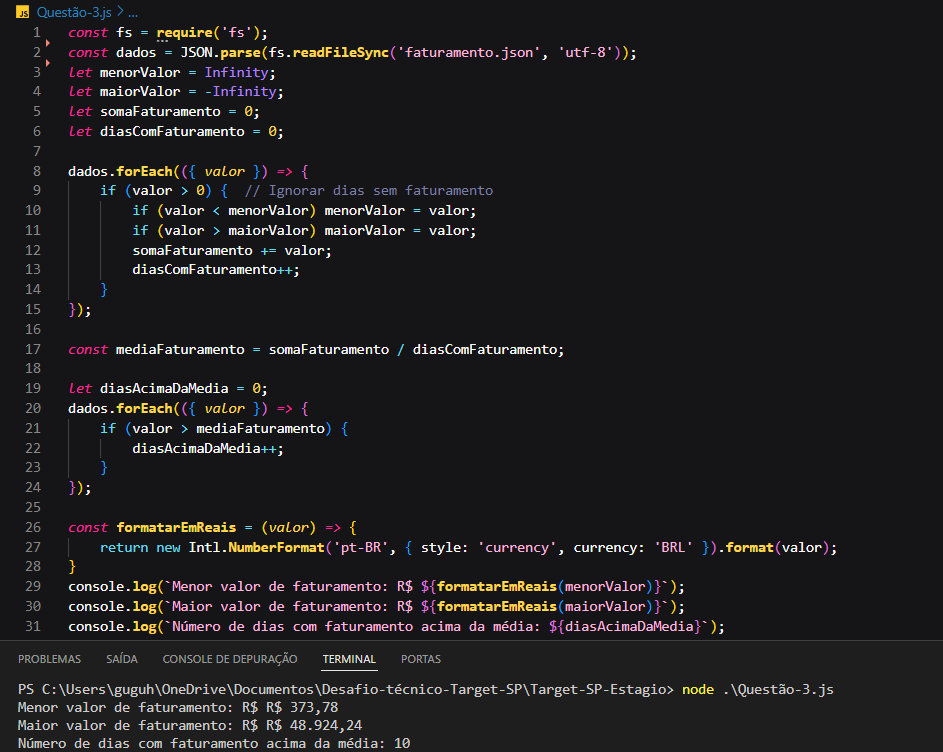 JS Questão-3.js > ...
1 const fs = require('fs');
2 const dados = JSON.parse(fs.readFileSync('faturamento.json', 'utf-8'));
3 let menorValor = Infinity;
4 let maiorValor = -Infinity;
5 let somaFaturamento = 0;
6 let diasComFaturamento = 0;
7
8 dados.forEach(({ valor }) => {
9     if (valor > 0) {  // Ignorar dias sem faturamento
10         if (valor < menorValor) menorValor = valor;
11         if (valor > maiorValor) maiorValor = valor;
12         somaFaturamento += valor;
13         diasComFaturamento++;
14     }
15 });
16
17 const mediaFaturamento = somaFaturamento / diasComFaturamento;
18
19 let diasAcimaDaMedia = 0;
20 dados.forEach(({ valor }) => {
21     if (valor > mediaFaturamento) {
22         diasAcimaDaMedia++;
23     }
24 });
25
26 const formatarEmReais = (valor) => {
27     return new Intl.NumberFormat('pt-BR', { style: 'currency', currency: 'BRL' }).format(valor);
28 }
29 console.log(`Menor valor de faturamento: R$ ${formatarEmReais(menorValor)}`);
30 console.log(`Maior valor de faturamento: R$ ${formatarEmReais(maiorValor)}`);
31 console.log(`Número de dias com faturamento acima da média: ${diasAcimaDaMedia}`);
PROBLEMAS SAÍDA CONSOLE DE DEPURAÇÃO TERMINAL PORTAS
PS C:\Users\guguh\OneDrive\Documentos\Desafio-técnico-Target-SP\Target-SP-Estagio> node .\Questão-3.js
Menor valor de faturamento: R$ R$ 373,78
Maior valor de faturamento: R$ R$ 48.924,24
Número de dias com faturamento acima da média: 10